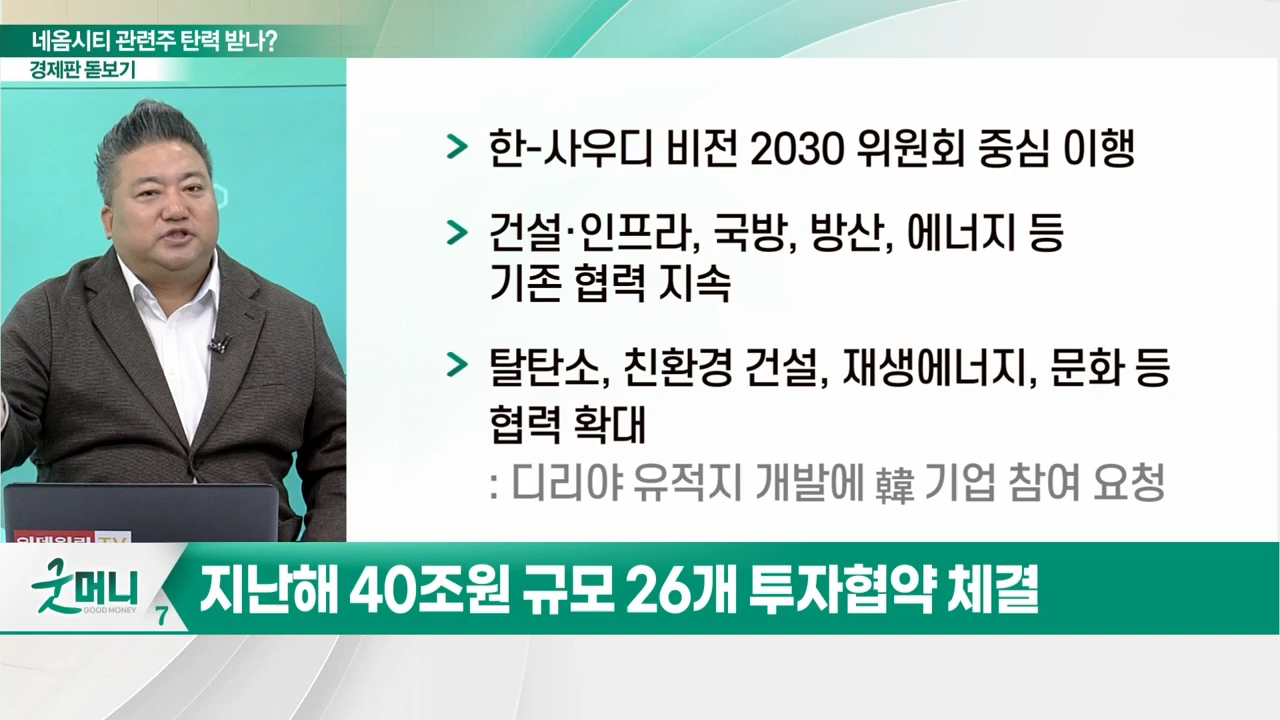 네옴시티 관련주 탄력 받나?
경제판 돋보기
> 한-사우디 비전 2030 위원회 중심 이행
> 건설·인프라, 국방, 방산, 에너지 등
기존 협력 지속
> 탈탄소, 친환경 건설, 재생에너지, 문화 등
협력 확대
: 디리야 유적지 개발에 韓 기업 참여 요청
TV
굿머니
GOOD MONEY
7
지난해 40조원 규모 26개 투자협약 체결